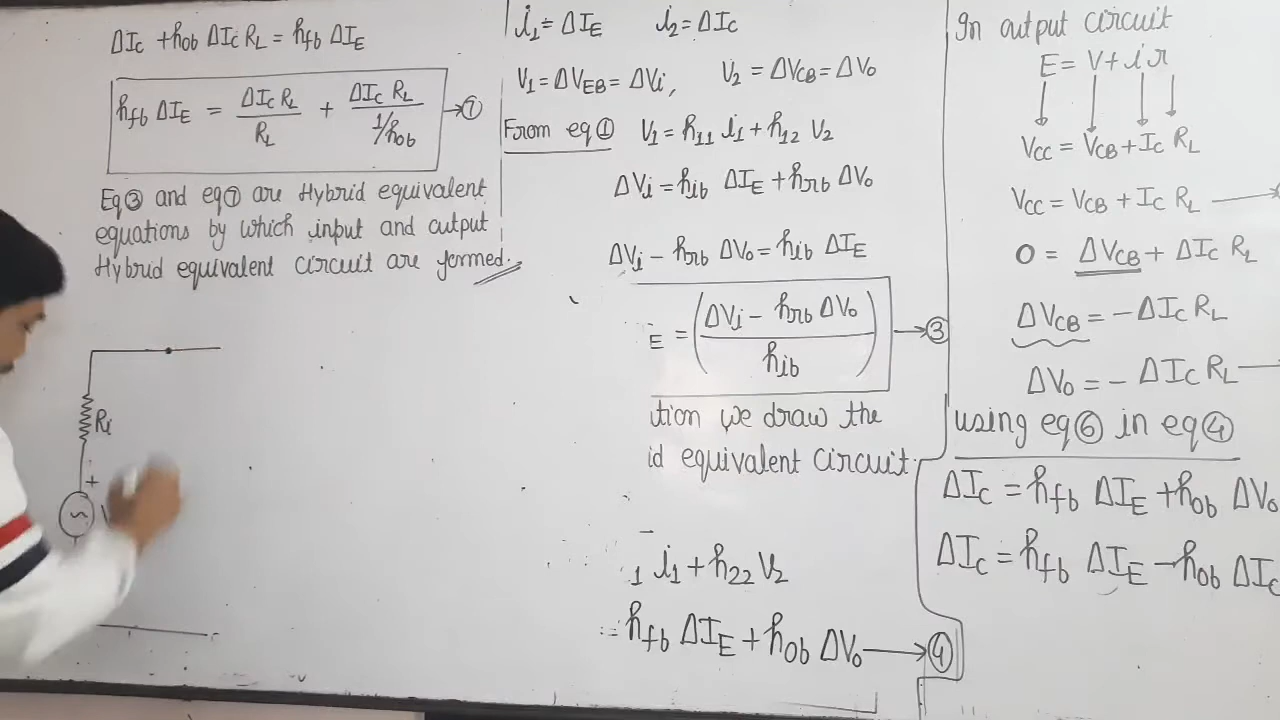 ΔIc + hob ΔIc RL = hfb ΔIE
hfb ΔIE = ΔIc RL / RL + ΔIc RL / 1/hob → ⑦
Eq③ and eq⑦ are Hybrid equivalent
equations by which input and output
Hybrid equivalent circuit are formed.
Ri
+
~
i1 = ΔIE i2 = ΔIc
V1 = ΔVEB = ΔVi, V2 = ΔVCB = ΔVo
From eq① V1 = h11 i1 + h12 V2
ΔVi = hib ΔIE + hrb ΔVo
ΔVi - hrb ΔVo = hib ΔIE
E = (ΔVi - hrb ΔVo / hib) → ③
tion we draw the
id equivalent circuit.
1 i1 + h22 V2
= hfb ΔIE + hob ΔVo → ④
In output circuit
E = V + i r
Vcc = VCB + Ic RL
Vcc = VCB + Ic RL →
0 = ΔVCB + ΔIc RL
ΔVCB = - ΔIc RL
ΔVo = - ΔIc RL
using eq⑥ in eq④
ΔIc = hfb ΔIE + hob ΔVo
ΔIc = hfb ΔIE - hob ΔIc